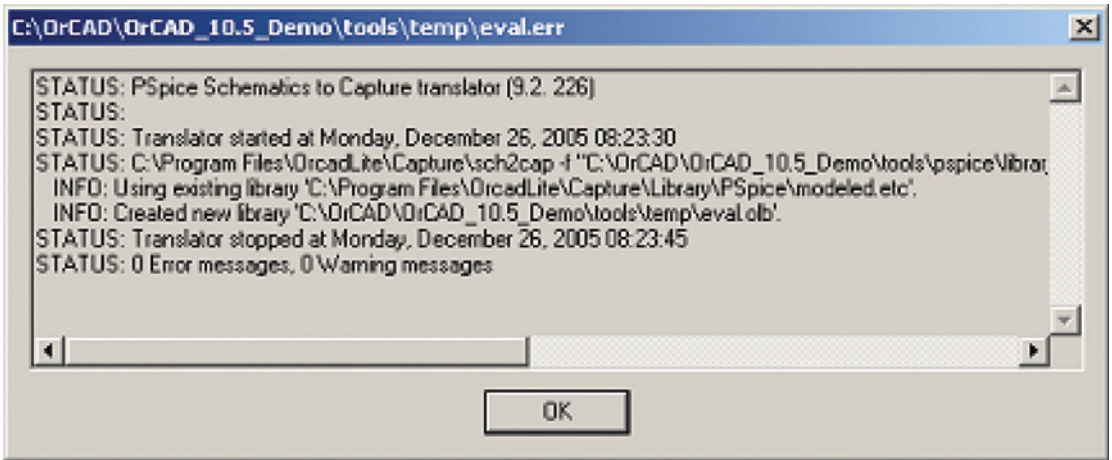 C:\OrCAD\OrCAD_10.5_Demo\tools\temp\eval.err
STATUS: PSpice Schematics to Capture translator (9.2. 226)
STATUS:
STATUS: Translator started at Monday, December 26, 2005 08:23:30
STATUS: C:\Program Files\OrcadLite\Capture\sch2cap -f "C:\OrCAD\OrCAD_10.5_Demo\tools\pspice\librar
INFO: Using existing library 'C:\Program Files\OrcadLite\Capture\Library\PSpice\modeled.etc'.
INFO: Created new library 'C:\OrCAD\OrCAD_10.5_Demo\tools\temp\eval.olb'.
STATUS: Translator stopped at Monday, December 26, 2005 08:23:45
STATUS: 0 Error messages, 0 Warning messages
OK